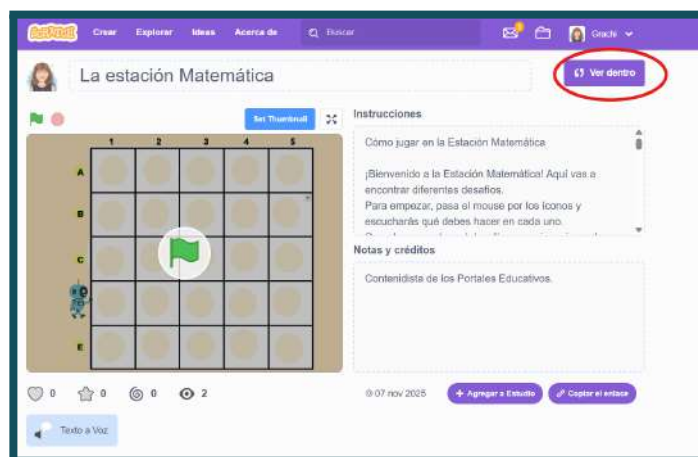 SCRATCH Crear Explorar Ideas Acerca de Buscar Grachi
La estación Matemática
Ver dentro
Set Thumbnail
Instrucciones
1 2 3 4 5
A
B
C
E
Cómo jugar en la Estación Matemática
¡Bienvenido a la Estación Matemática! Aquí vas a
encontrar diferentes desafíos.
Para empezar, pasa el mouse por los íconos y
escucharás qué debes hacer en cada uno.
Notas y créditos
Contenidista de los Portales Educativos.
0 0 0 2
© 07 nov 2025
Agregar a Estudio
Copiar el enlace
Texto a Voz